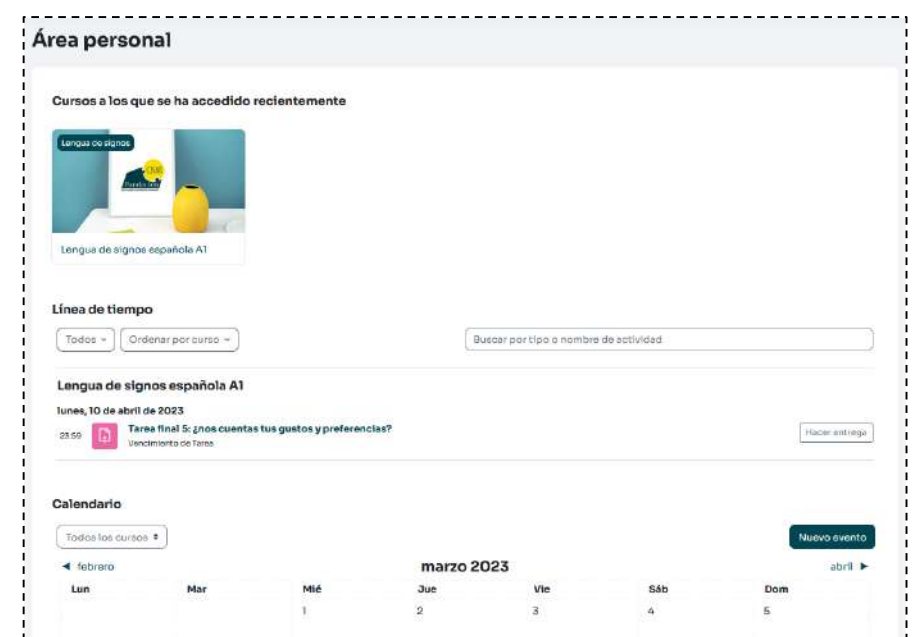 Área personal
Cursos a los que se ha accedido recientemente
Lengua de signos
Lengua de signos española A1
Línea de tiempo
Todos Ordenar por curso Buscar por tipo o nombre de actividad
Lengua de signos española A1
lunes, 10 de abril de 2023
23:59 Tarea final 5: ¿nos cuentas tus gustos y preferencias?
Vencimiento de Tarea Hacer entrega
Calendario
Todos los cursos Nuevo evento
◄ febrero marzo 2023 abril ►
Lun Mar Mié Jue Vie Sáb Dom
1 2 3 4 5